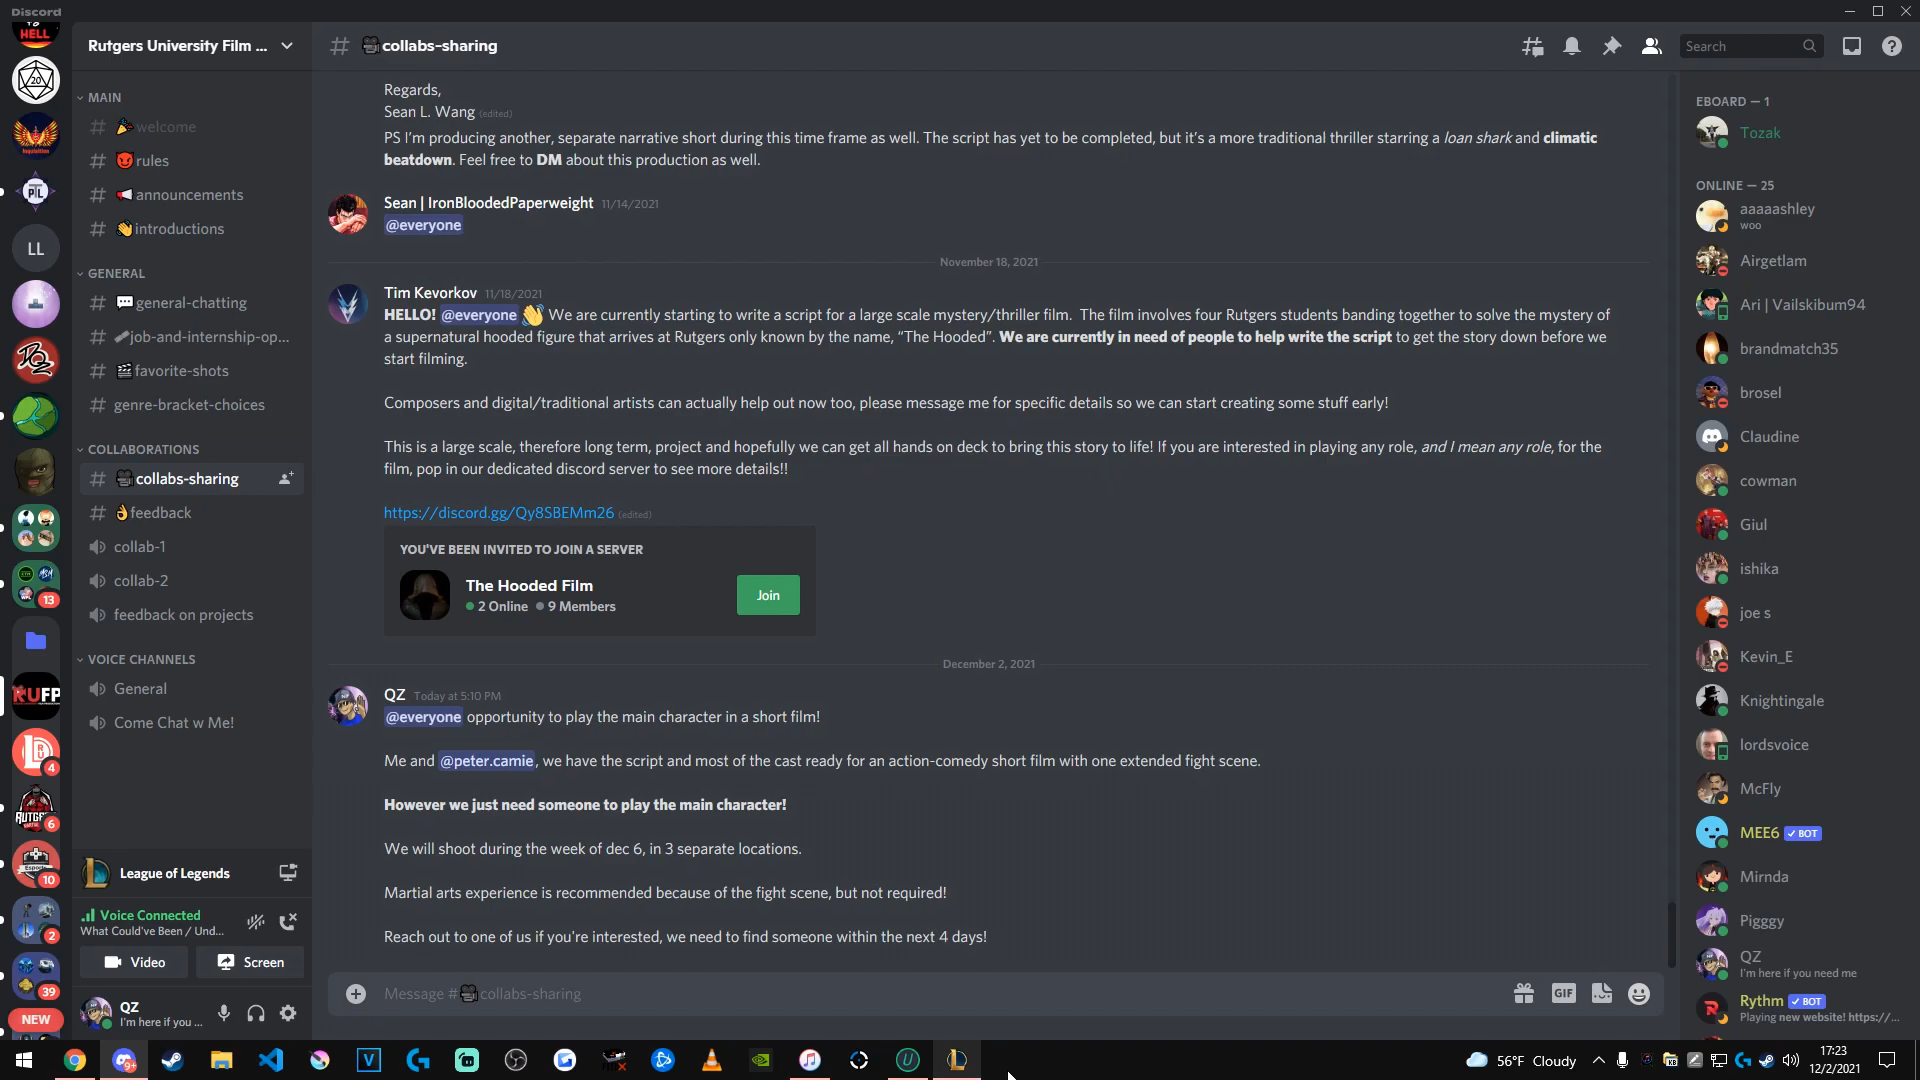 Discord
HELL
Rutgers University Film ...
# collabs-sharing
Search
MAIN
welcome
rules
announcements
introductions
GENERAL
general-chatting
job-and-internship-op...
favorite-shots
genre-bracket-choices
COLLABORATIONS
collabs-sharing
feedback
collab-1
collab-2
feedback on projects
VOICE CHANNELS
General
Come Chat w Me!
20
PTL
LL
RUFP
13
4
6
10
2
39
NEW
League of Legends
Voice Connected
What Could've Been / Und...
Video
Screen
QZ
I'm here if you ...
Regards,
Sean L. Wang (edited)
PS I'm producing another, separate narrative short during this time frame as well. The script has yet to be completed, but it's a more traditional thriller starring a loan shark and climatic
beatdown. Feel free to DM about this production as well.
Sean | IronBloodedPaperweight 11/14/2021
@everyone
November 18, 2021
Tim Kevorkov 11/18/2021
HELLO! @everyone 👋 We are currently starting to write a script for a large scale mystery/thriller film.  The film involves four Rutgers students banding together to solve the mystery of
a supernatural hooded figure that arrives at Rutgers only known by the name, “The Hooded”. We are currently in need of people to help write the script to get the story down before we
start filming.
Composers and digital/traditional artists can actually help out now too, please message me for specific details so we can start creating some stuff early!
This is a large scale, therefore long term, project and hopefully we can get all hands on deck to bring this story to life! If you are interested in playing any role, and I mean any role, for the
film, pop in our dedicated discord server to see more details!!
https://discord.gg/Qy8SBEMm26 (edited)
YOU'VE BEEN INVITED TO JOIN A SERVER
The Hooded Film
2 Online 9 Members
Join
December 2, 2021
QZ Today at 5:10 PM
@everyone opportunity to play the main character in a short film!
Me and @peter.camie, we have the script and most of the cast ready for an action-comedy short film with one extended fight scene.
However we just need someone to play the main character!
We will shoot during the week of dec 6, in 3 separate locations.
Martial arts experience is recommended because of the fight scene, but not required!
Reach out to one of us if you're interested, we need to find someone within the next 4 days!
Message #collabs-sharing
GIF
EBOARD — 1
Tozak
ONLINE — 25
aaaaashley
woo
Airgetlam
Ari | Vailskibum94
brandmatch35
brosel
Claudine
cowman
Giul
ishika
joe s
Kevin_E
Knightingale
lordsvoice
McFly
MEE6 ✓ BOT
Mirnda
Pigggy
QZ
I'm here if you need me
Rythm ✓ BOT
Playing new website! https://...
56°F Cloudy
17:23
12/2/2021